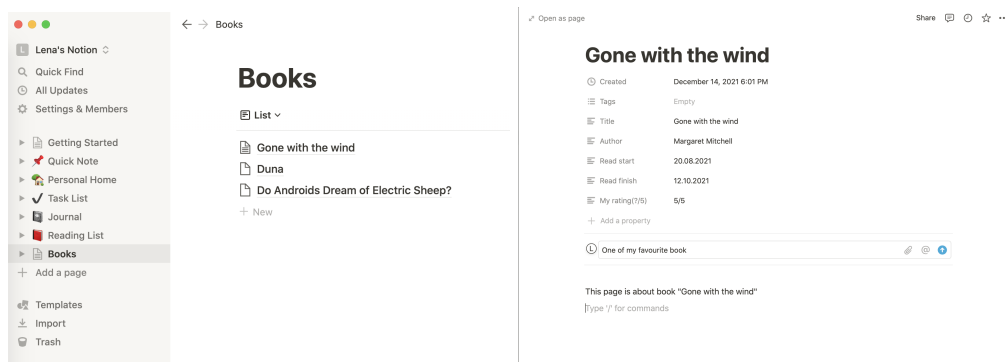 L Lena's Notion
Quick Find
All Updates
Settings & Members
Getting Started
Quick Note
Personal Home
Task List
Journal
Reading List
Books
Add a page
Templates
Import
Trash
Books
Books
List
Gone with the wind
Duna
Do Androids Dream of Electric Sheep?
New
Open as page
Share
Gone with the wind
Created December 14, 2021 6:01 PM
Tags Empty
Title Gone with the wind
Author Margaret Mitchell
Read start 20.08.2021
Read finish 12.10.2021
My rating(?/5) 5/5
Add a property
L One of my favourite book @
This page is about book "Gone with the wind"
Type '/' for commands